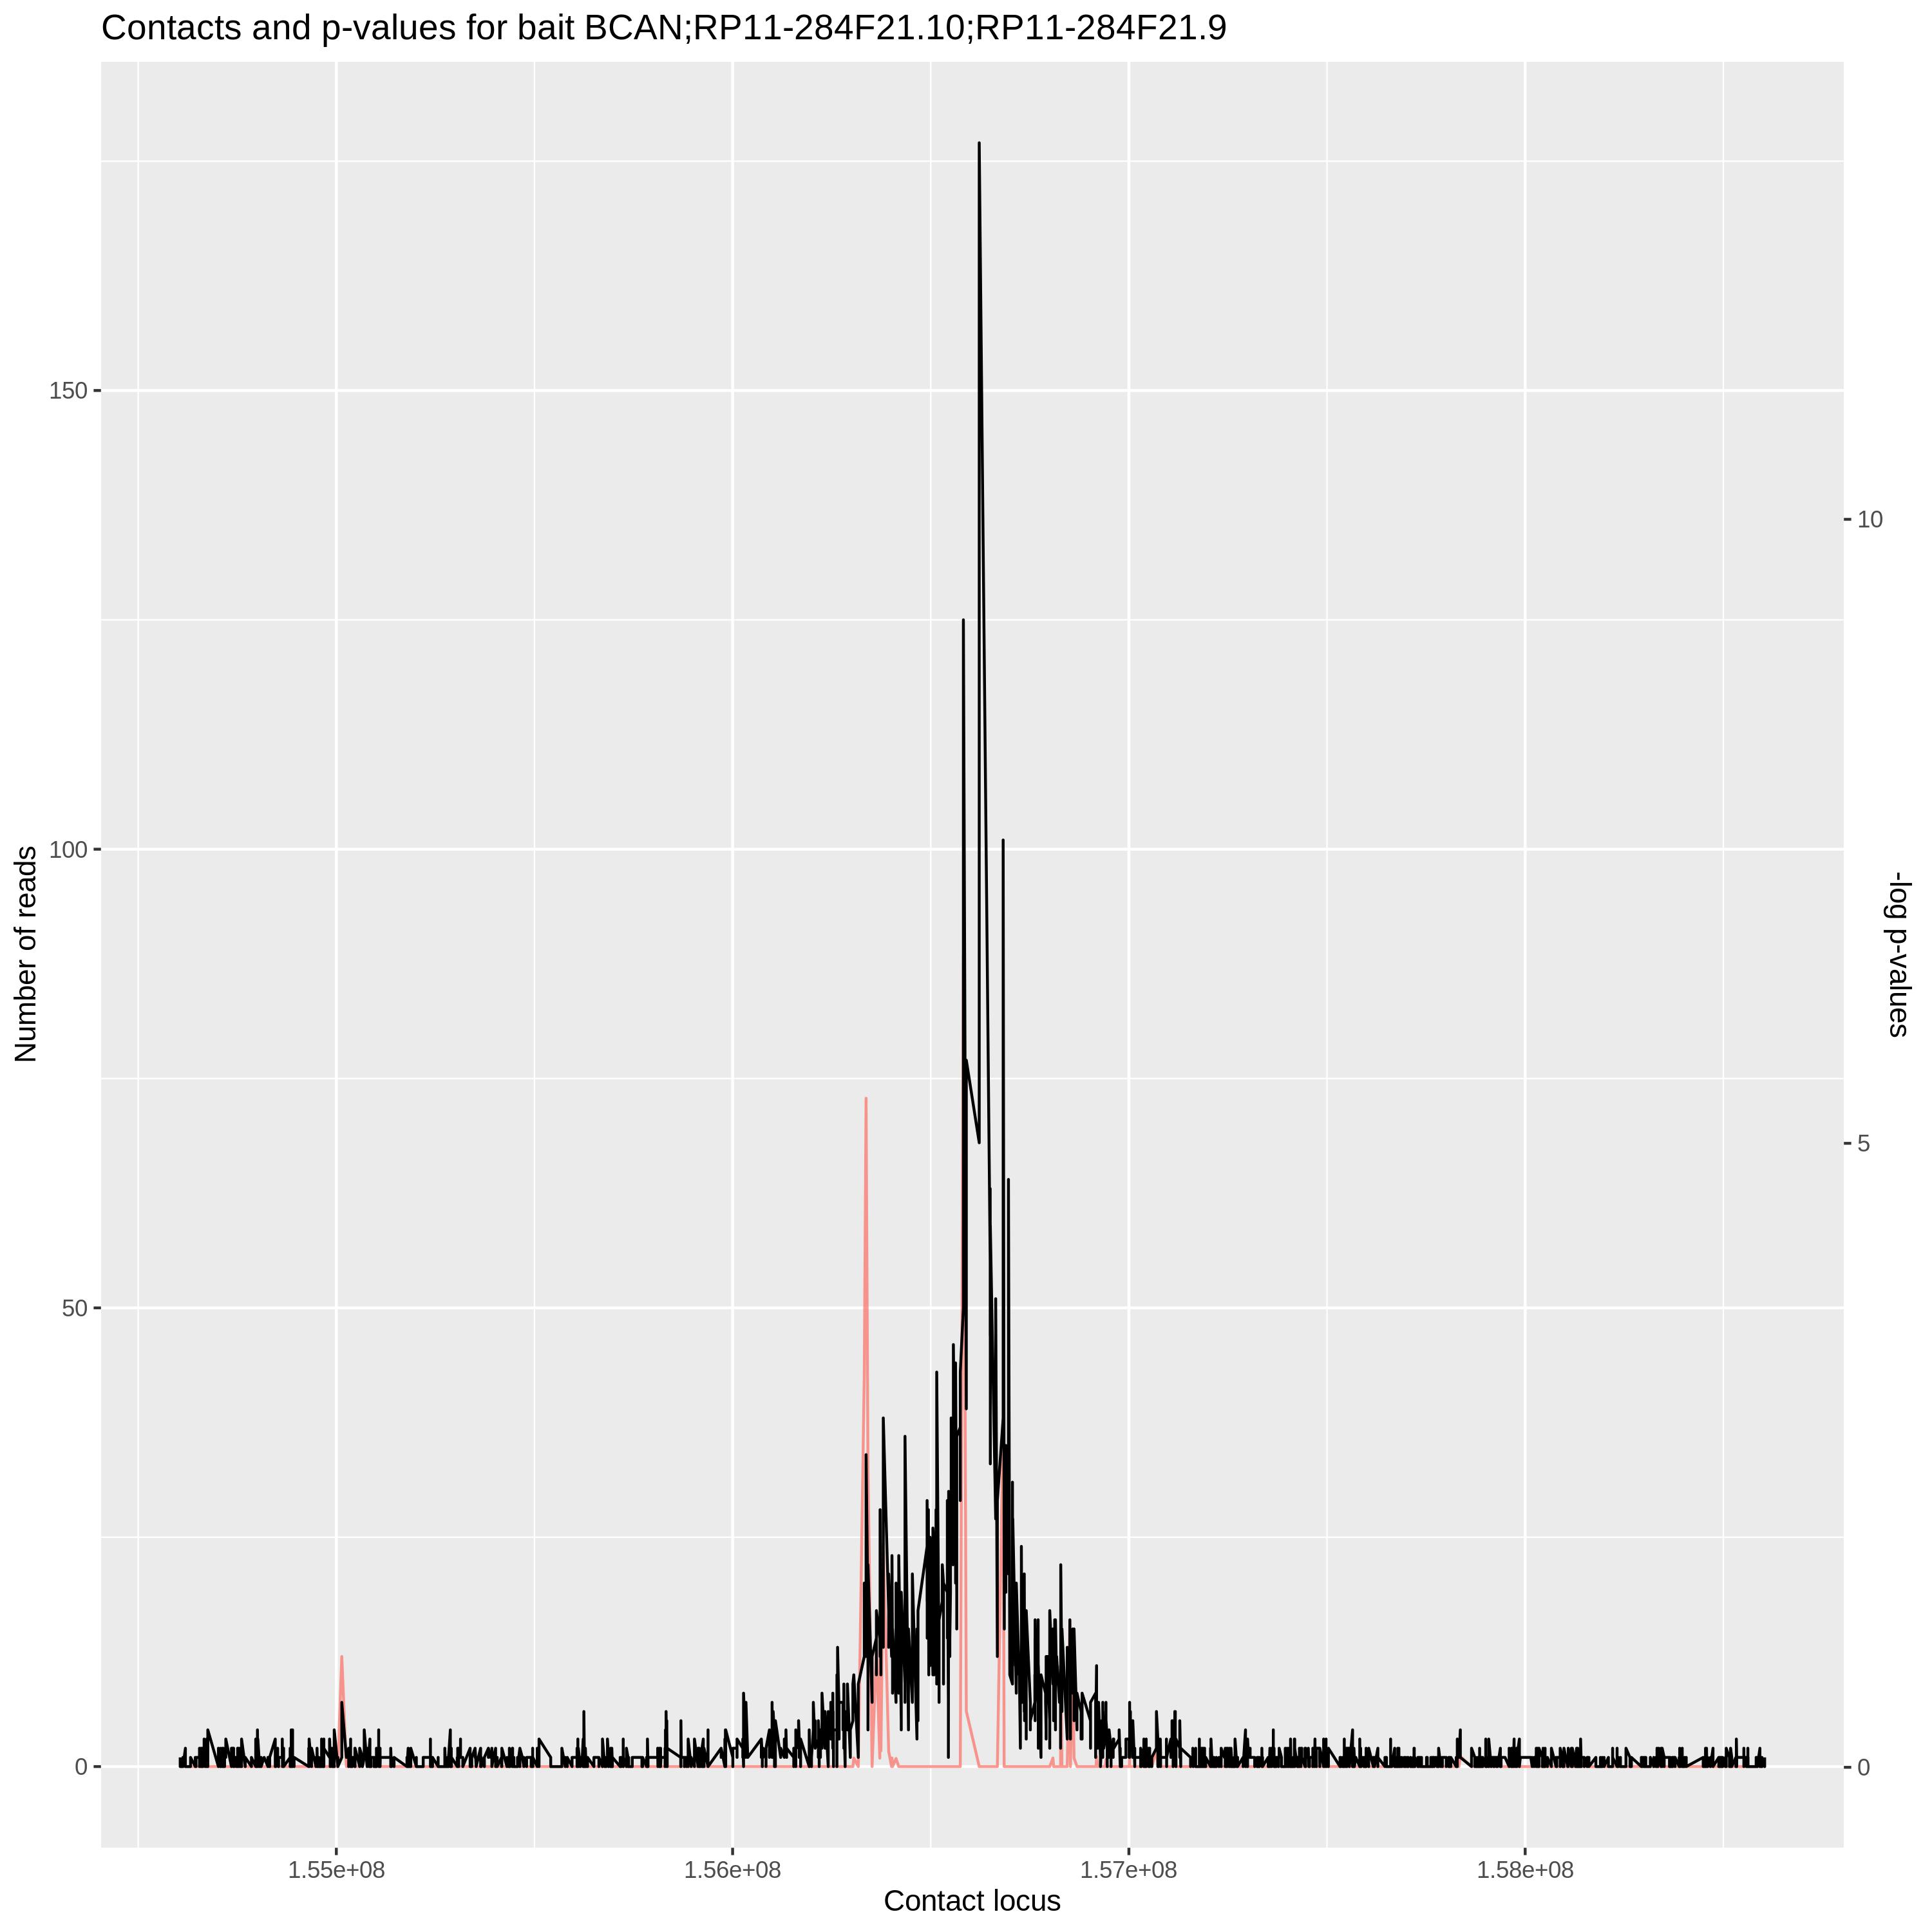 Contacts and p-values for bait BCAN;RP11-284F21.10;RP11-284F21.9
Number of reads
150
100
50
0
10
5
0
-log p-values
1.55e+08
1.56e+08
1.57e+08
1.58e+08
Contact locus